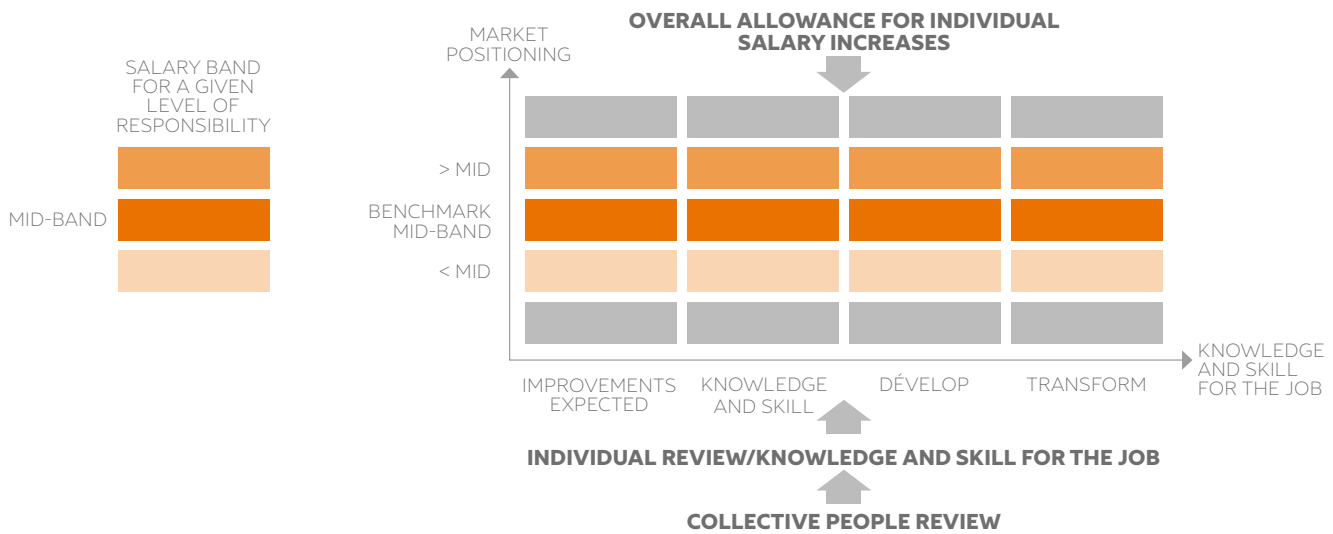 OVERALL ALLOWANCE FOR INDIVIDUAL
SALARY INCREASES
MARKET
POSITIONING
SALARY BAND
FOR A GIVEN
LEVEL OF
RESPONSIBILITY
> MID
MID-BAND
BENCHMARK
MID-BAND
< MID
KNOWLEDGE
AND SKILL
FOR THE JOB
IMPROVEMENTS
EXPECTED
KNOWLEDGE
AND SKILL
DÉVELOP
TRANSFORM
INDIVIDUAL REVIEW/KNOWLEDGE AND SKILL FOR THE JOB
COLLECTIVE PEOPLE REVIEW